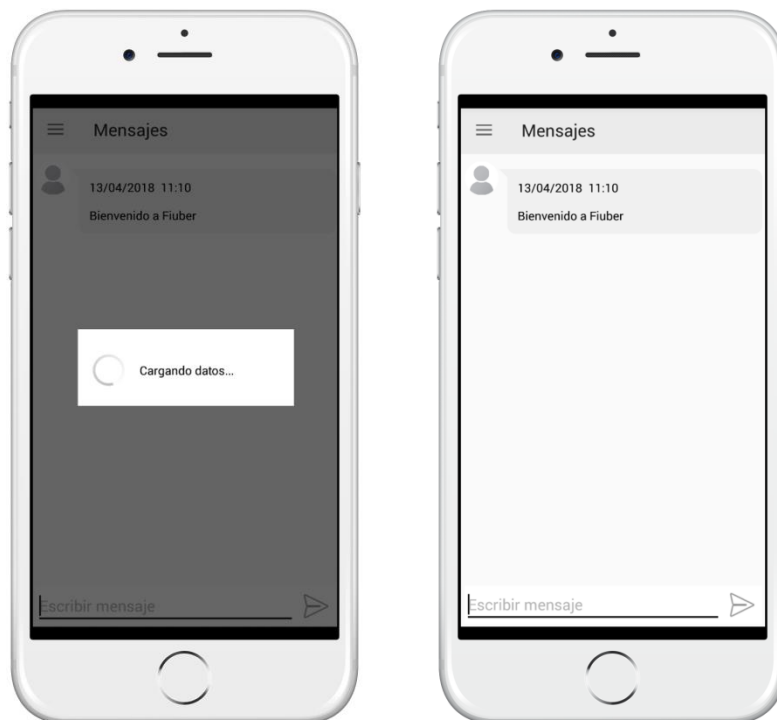 Mensajes
13/04/2018 11:10
Bienvenido a Fiuber
Cargando datos...
Escribir mensaje
Mensajes
13/04/2018 11:10
Bienvenido a Fiuber
Escribir mensaje